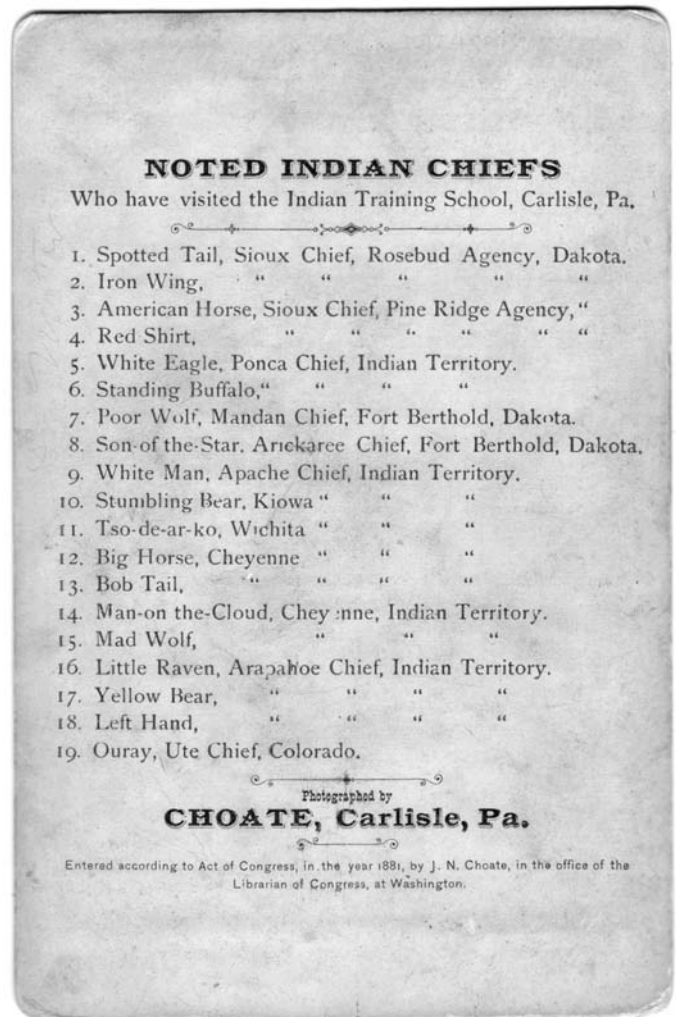 NOTED INDIAN CHIEFS
Who have visited the Indian Training School, Carlisle, Pa.
1. Spotted Tail, Sioux Chief, Rosebud Agency, Dakota.
2. Iron Wing, “ “ “ “ “
3. American Horse, Sioux Chief, Pine Ridge Agency, “
4. Red Shirt, “ “ “ “ “ “
5. White Eagle, Ponca Chief, Indian Territory.
6. Standing Buffalo, “ “ “ “
7. Poor Wolf, Mandan Chief, Fort Berthold, Dakota.
8. Son-of the-Star. Arickaree Chief, Fort Berthold, Dakota.
9. White Man, Apache Chief, Indian Territory.
10. Stumbling Bear, Kiowa “ “ “
11. Tso-de-ar-ko, Wichita “ “ “
12. Big Horse, Cheyenne “ “ “
13. Bob Tail, “ “ “ “
14. Man-on the-Cloud, Cheyenne, Indian Territory.
15. Mad Wolf, “ “ “
16. Little Raven, Arapahoe Chief, Indian Territory.
17. Yellow Bear, “ “ “ “
18. Left Hand, “ “ “ “
19. Ouray, Ute Chief, Colorado.
Photographed by
CHOATE, Carlisle, Pa.
Entered according to Act of Congress, in the year 1881, by J. N. Choate, in the office of the
Librarian of Congress, at Washington.